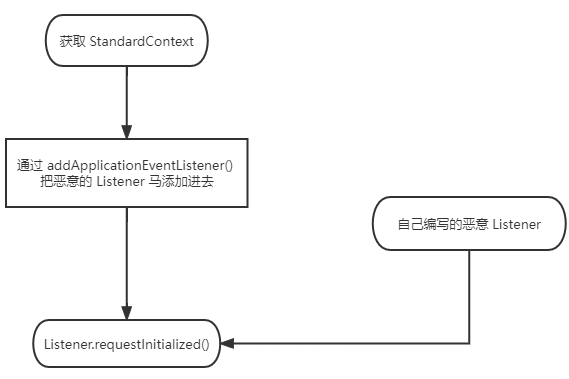 获取 StandardContext
通过 addApplicationEventListener()
把恶意的 Listener 马添加进去
自己编写的恶意 Listener
Listener.requestInitialized()